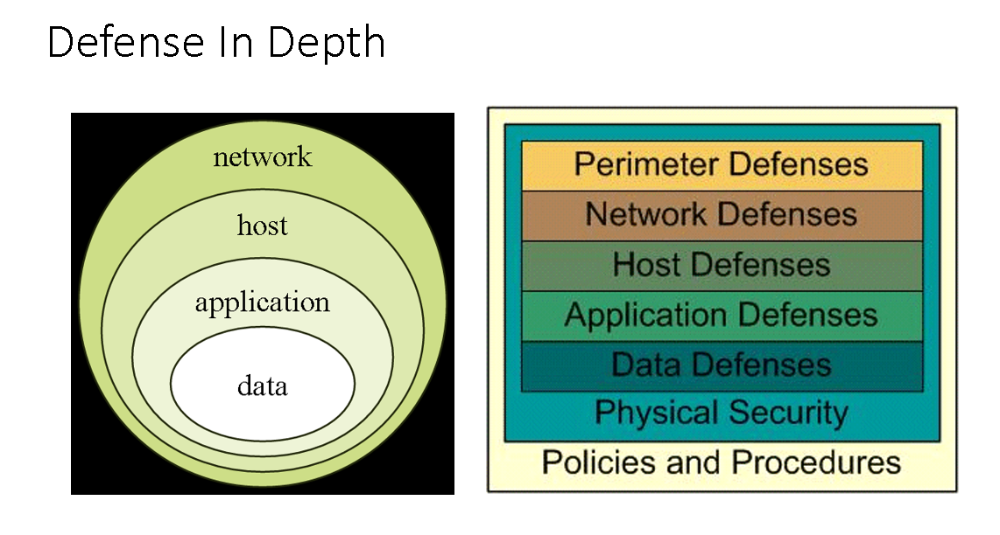 Defense In Depth
network
host
application
data
Perimeter Defenses
Network Defenses
Host Defenses
Application Defenses
Data Defenses
Physical Security
Policies and Procedures